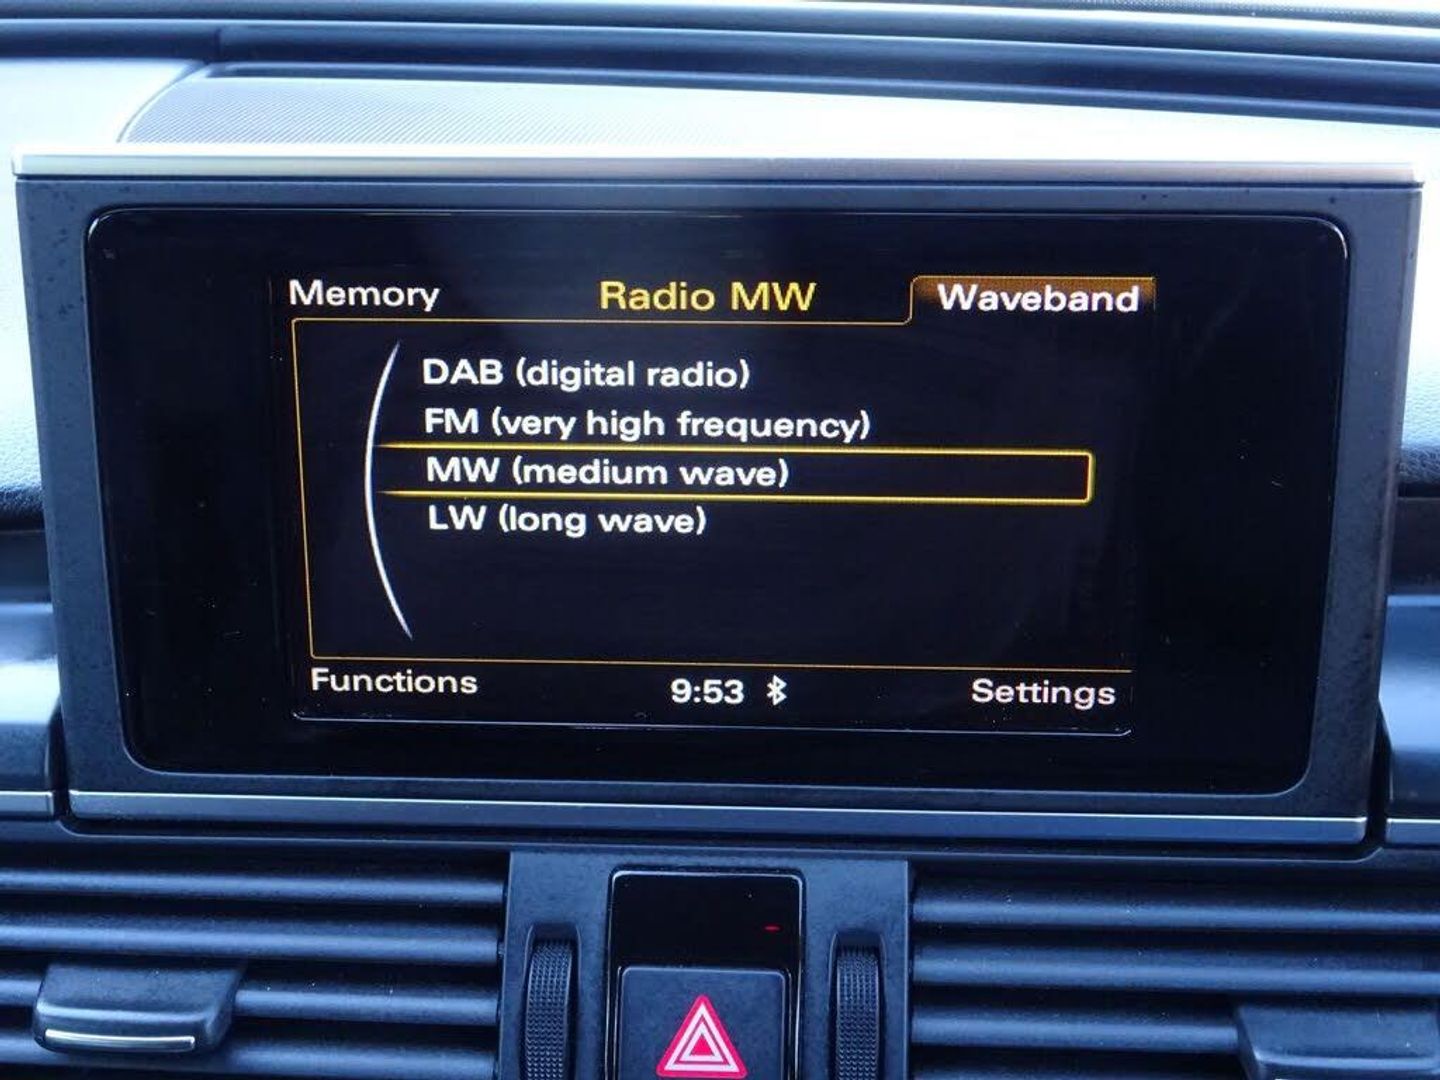 Memory Radio MW Waveband
DAB (digital radio)
FM (very high frequency)
MW (medium wave)
LW (long wave)
Functions 9:53 Settings